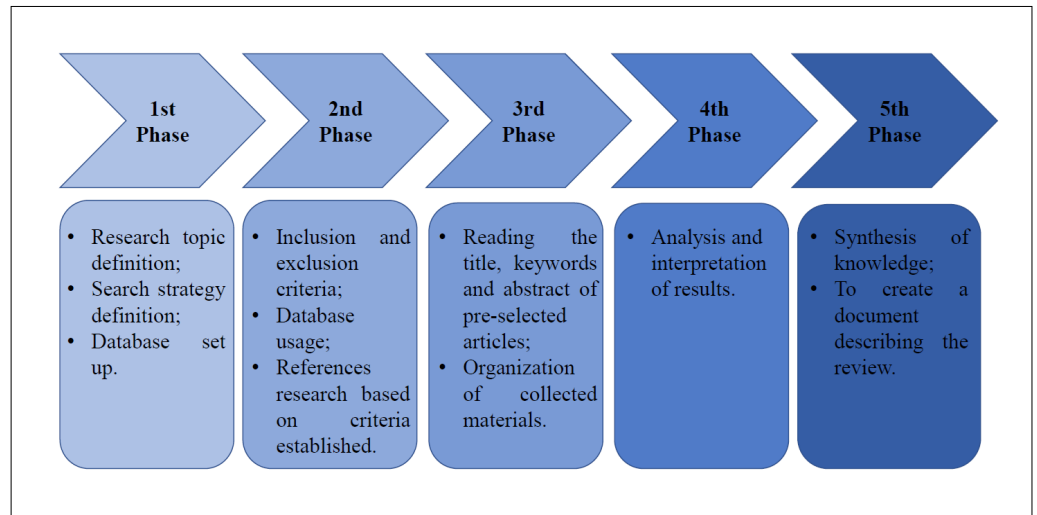 1st
Phase
2nd
Phase
3rd
Phase
4th
Phase
5th
Phase
• Research topic
definition;
• Search strategy
definition;
• Database set
up.
• Inclusion and
exclusion
criteria;
• Database
usage;
• References
research based
on criteria
established.
• Reading the
title, keywords
and abstract of
pre-selected
articles;
• Organization
of collected
materials.
• Analysis and
interpretation
of results.
• Synthesis of
knowledge;
• To create a
document
describing the
review.